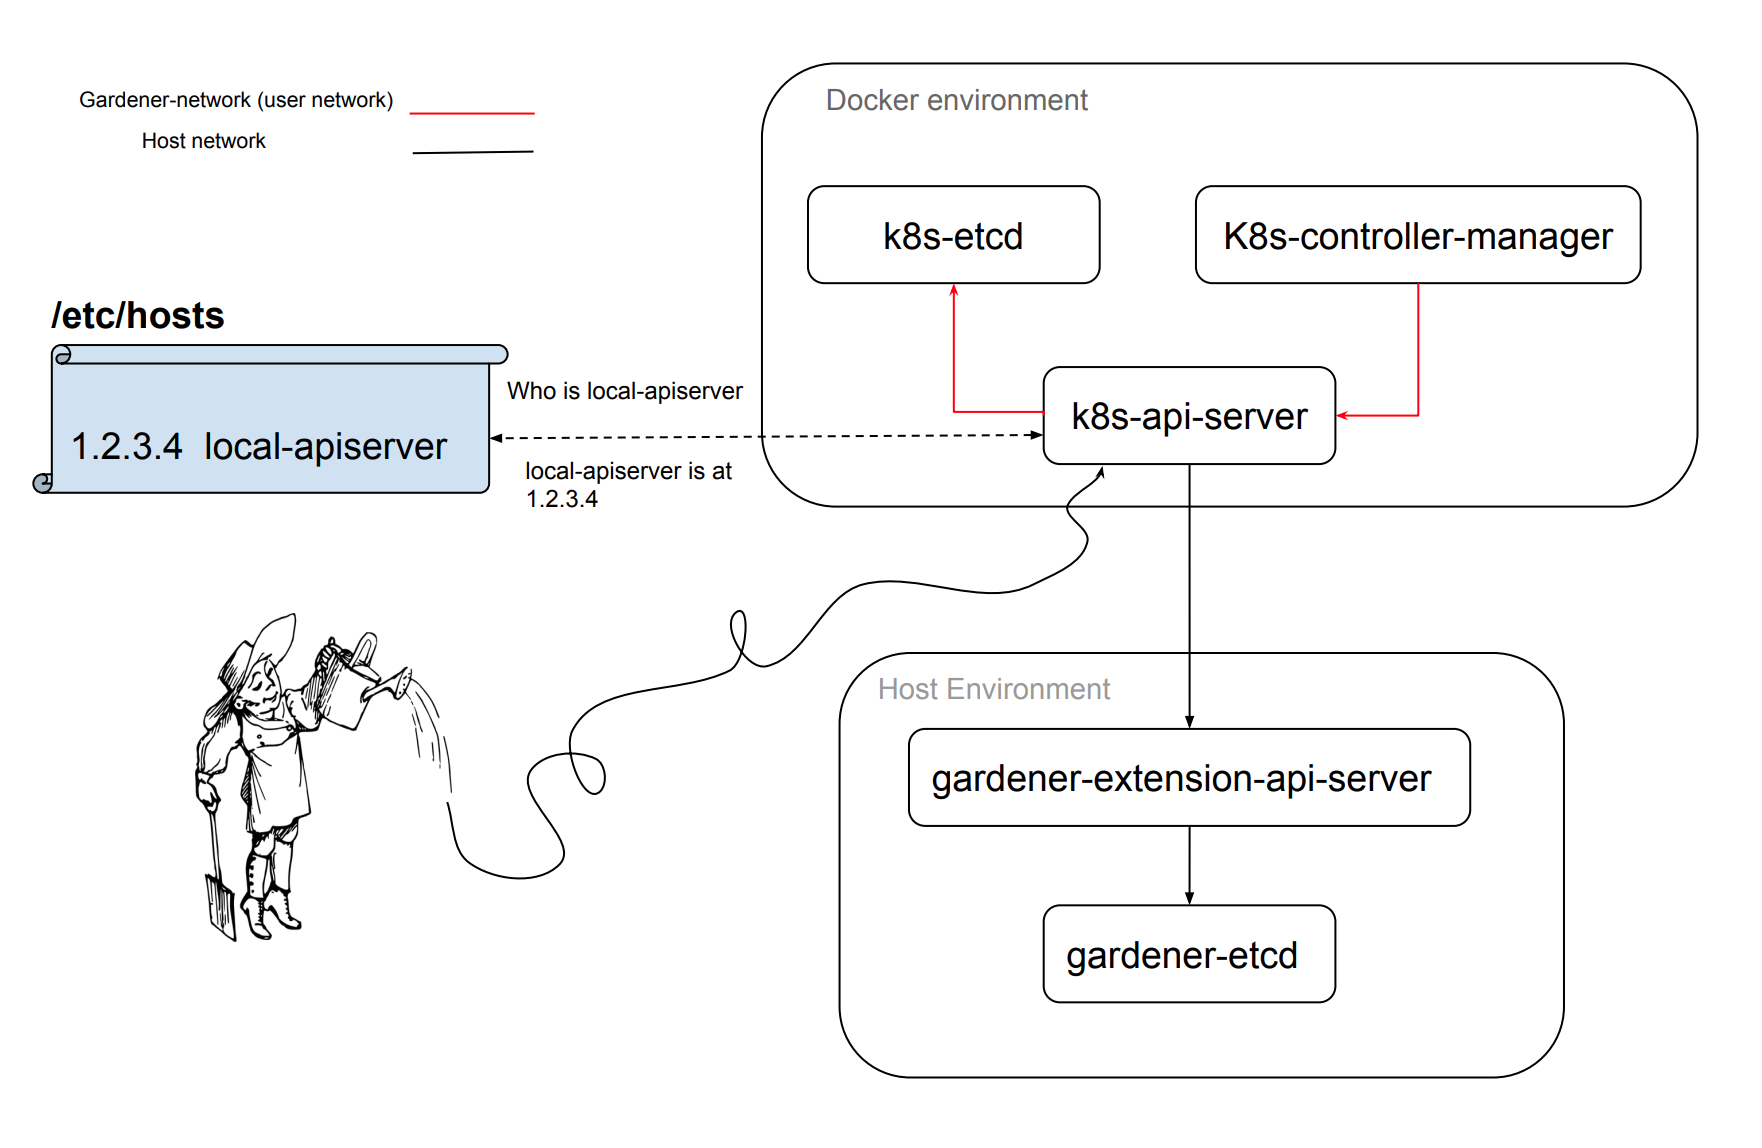 Gardener-network (user network)
Host network
Docker environment
k8s-etcd
K8s-controller-manager
/etc/hosts
1.2.3.4 local-apiserver
Who is local-apiserver
local-apiserver is at
1.2.3.4
k8s-api-server
Host Environment
gardener-extension-api-server
gardener-etcd